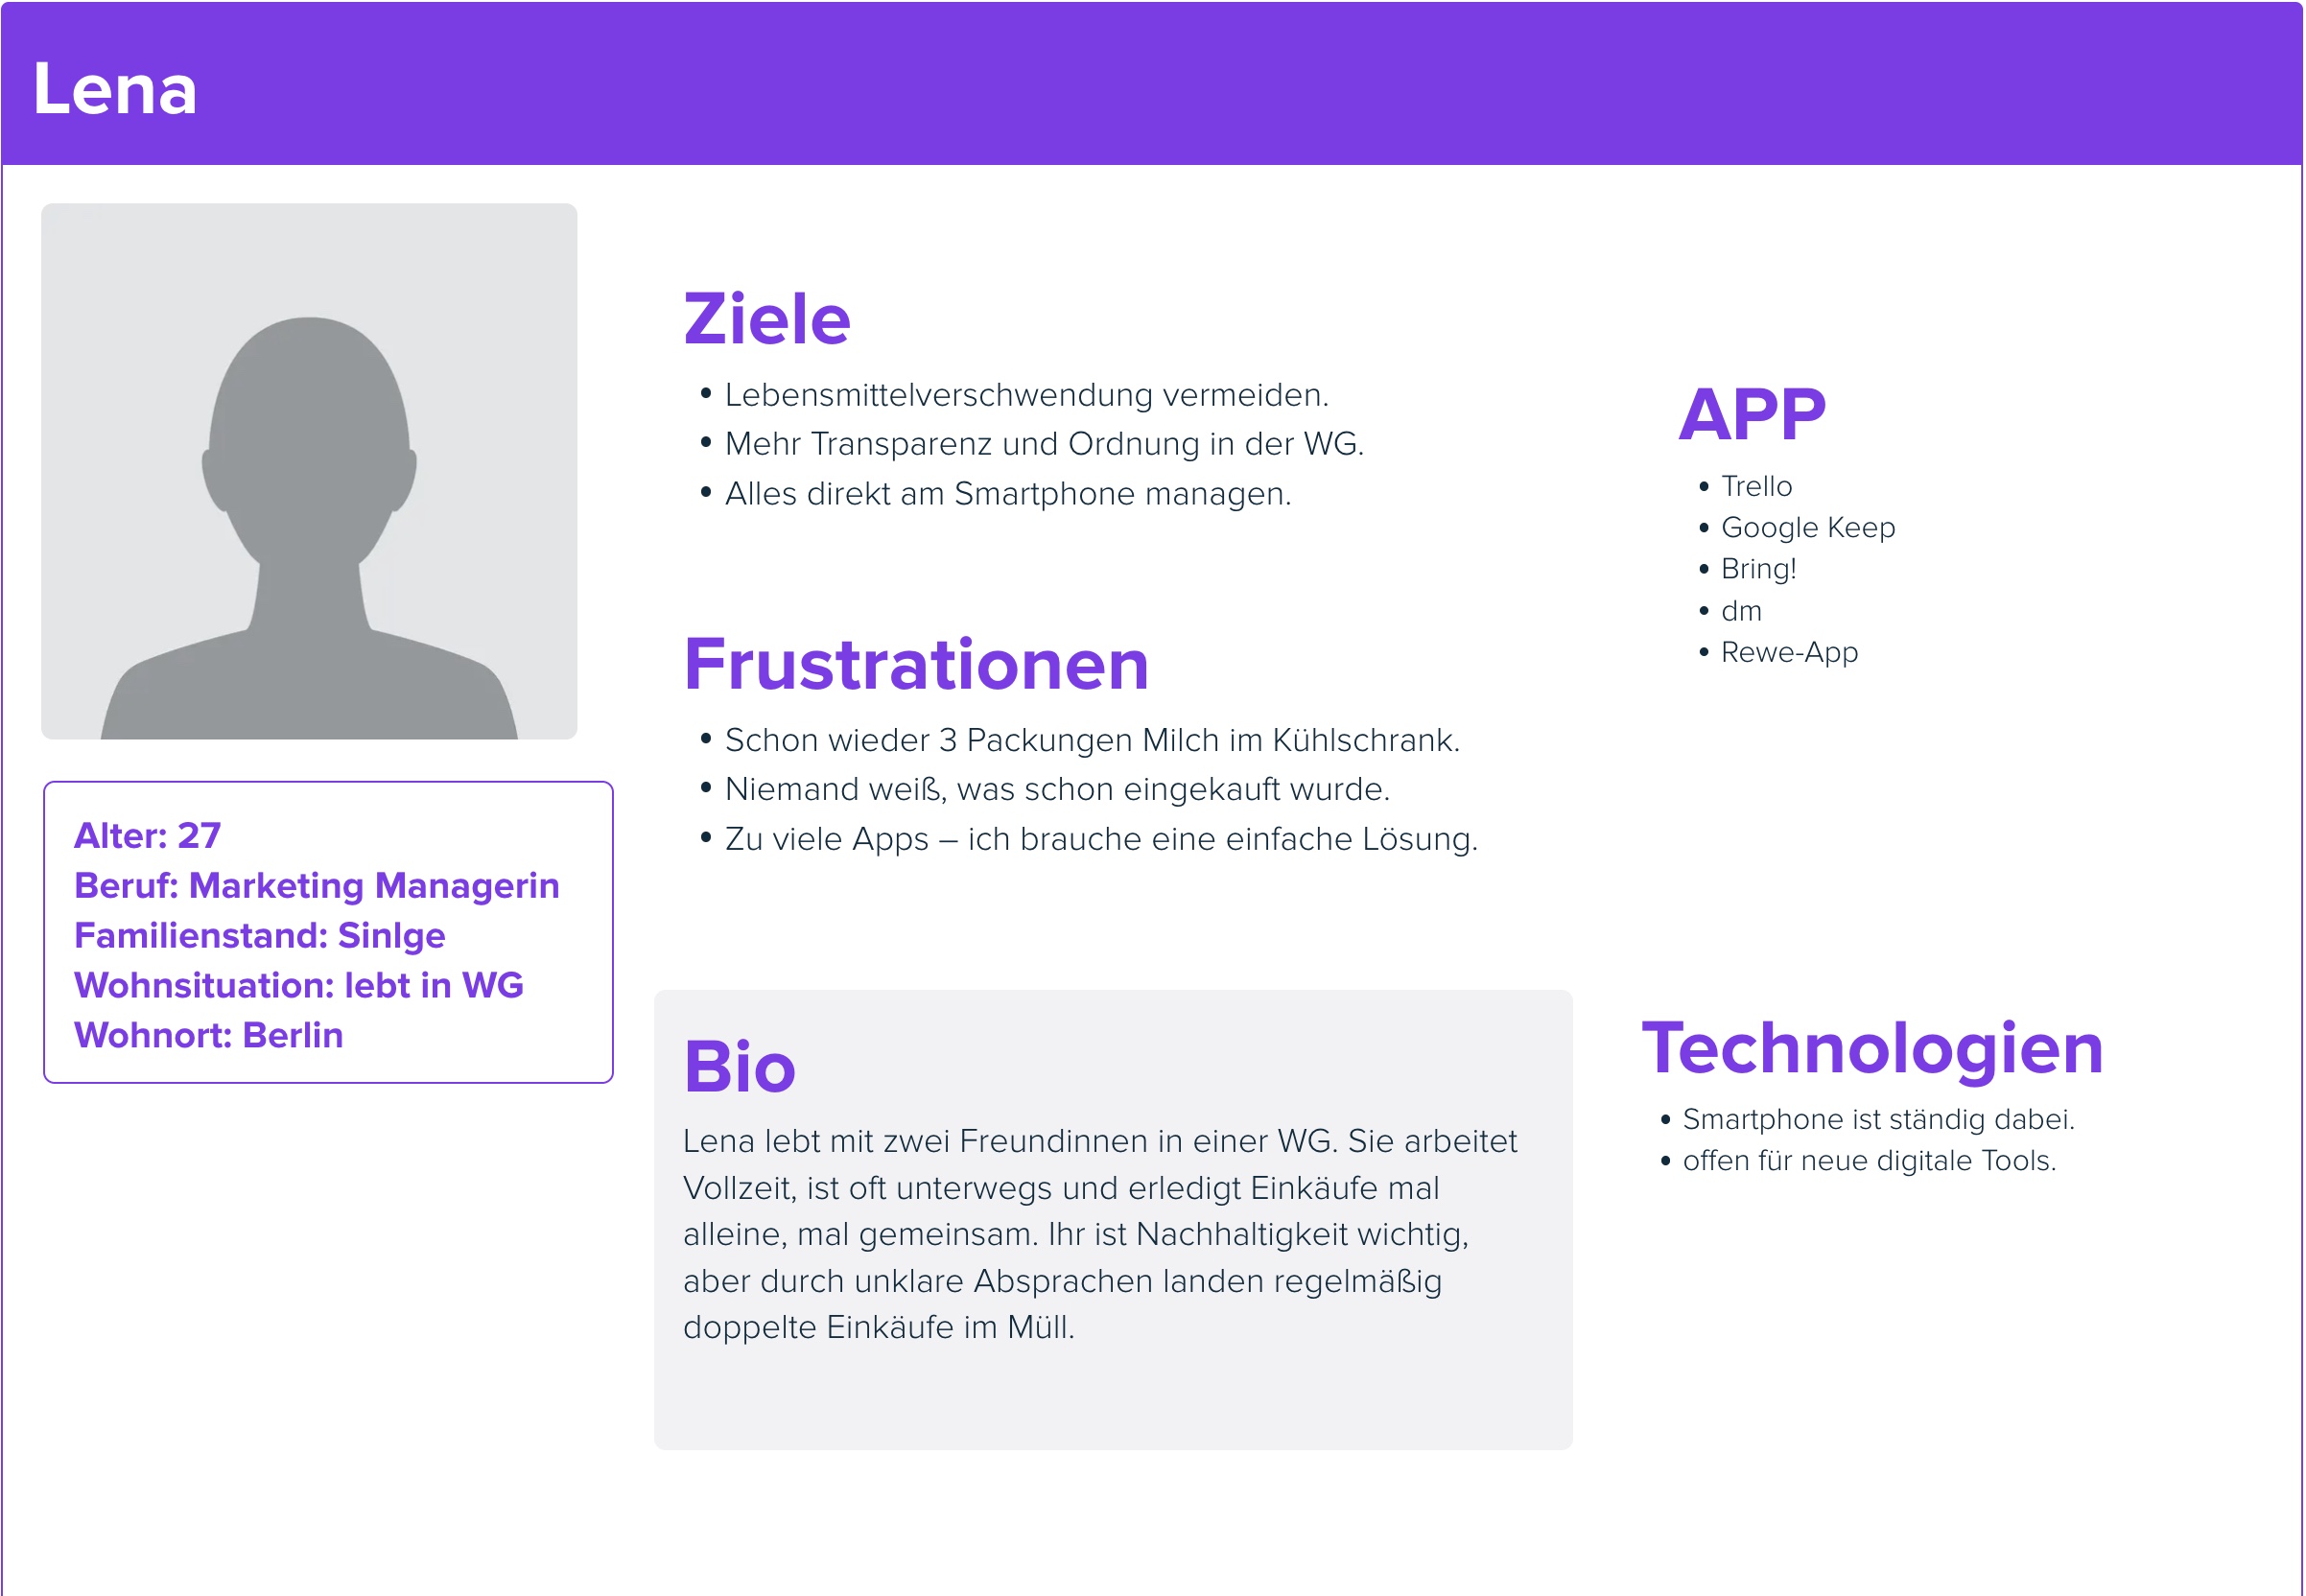 Lena
Alter: 27
Beruf: Marketing Managerin
Familienstand: Sinlge
Wohnsituation: lebt in WG
Wohnort: Berlin
Ziele
• Lebensmittelverschwendung vermeiden.
• Mehr Transparenz und Ordnung in der WG.
• Alles direkt am Smartphone managen.
Frustrationen
• Schon wieder 3 Packungen Milch im Kühlschrank.
• Niemand weiß, was schon eingekauft wurde.
• Zu viele Apps – ich brauche eine einfache Lösung.
Bio
Lena lebt mit zwei Freundinnen in einer WG. Sie arbeitet
Vollzeit, ist oft unterwegs und erledigt Einkäufe mal
alleine, mal gemeinsam. Ihr ist Nachhaltigkeit wichtig,
aber durch unklare Absprachen landen regelmäßig
doppelte Einkäufe im Müll.
APP
• Trello
• Google Keep
• Bring!
• dm
• Rewe-App
Technologien
• Smartphone ist ständig dabei.
• offen für neue digitale Tools.